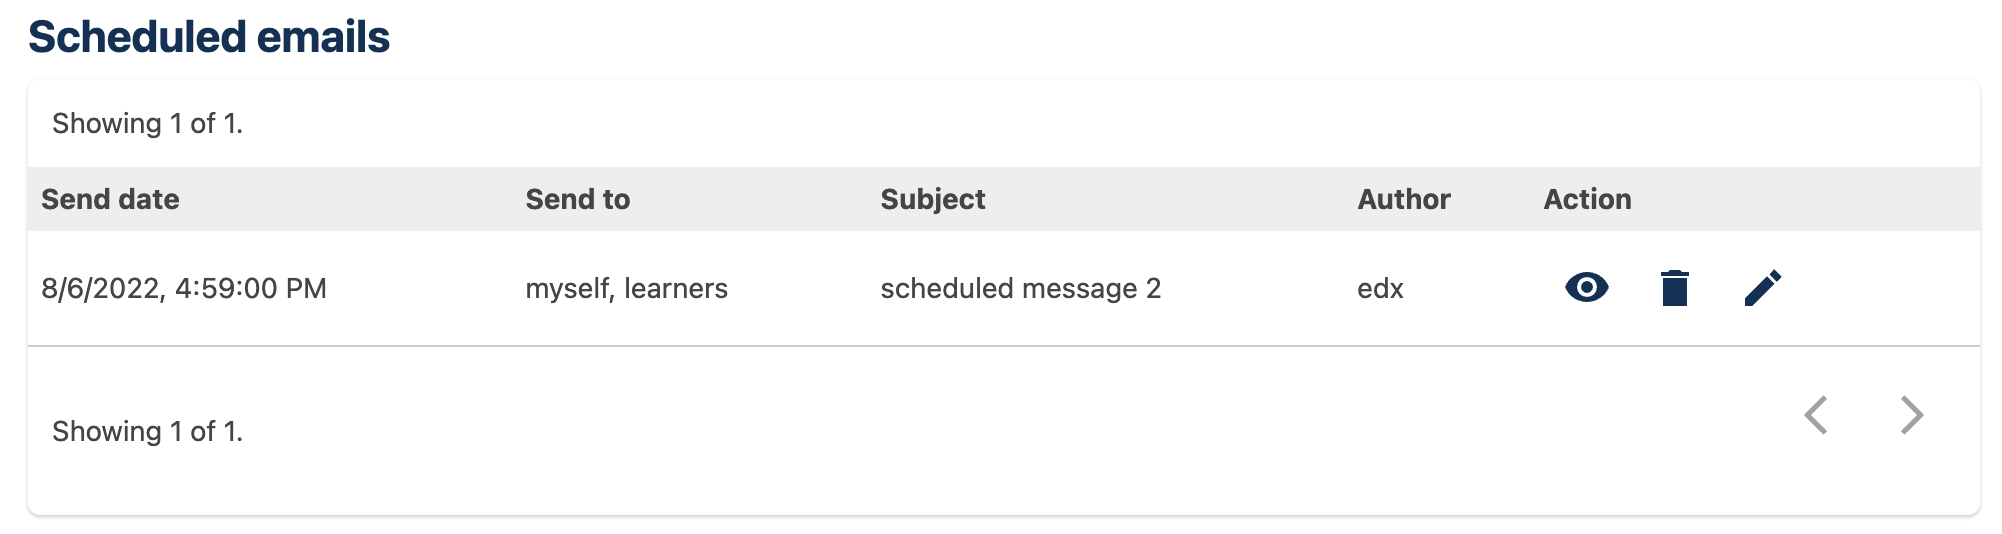 Scheduled emails
Showing 1 of 1.
Send date Send to Subject Author Action
8/6/2022, 4:59:00 PM myself, learners scheduled message 2 edx
Showing 1 of 1.